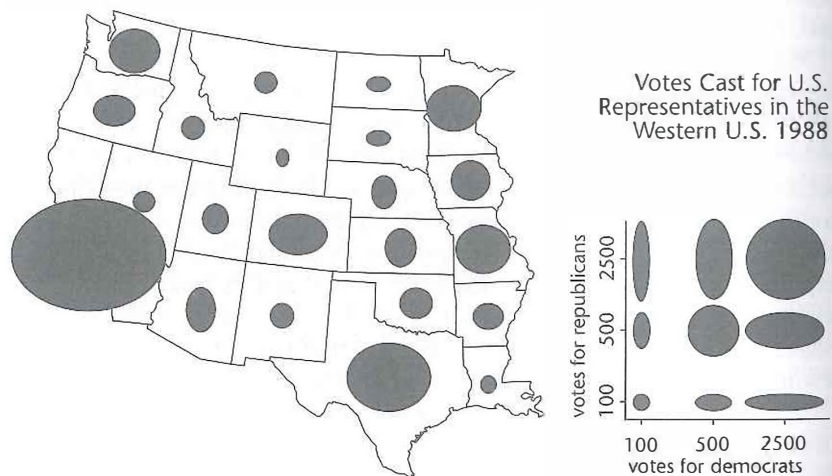 Votes Cast for U.S.
Representatives in the
Western U.S. 1988
votes for republicans
2500
500
100
100 500 2500
votes for democrats